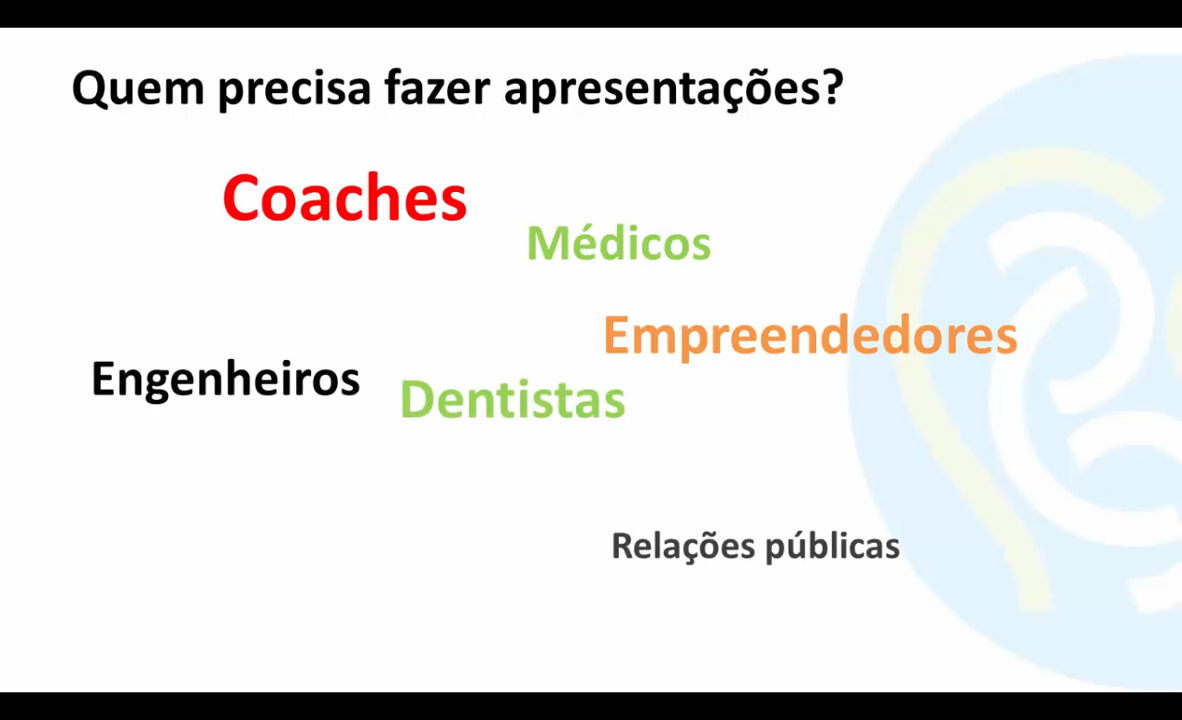 Quem precisa fazer apresentações?
Coaches
Médicos
Empreendedores
Engenheiros
Dentistas
Relações públicas